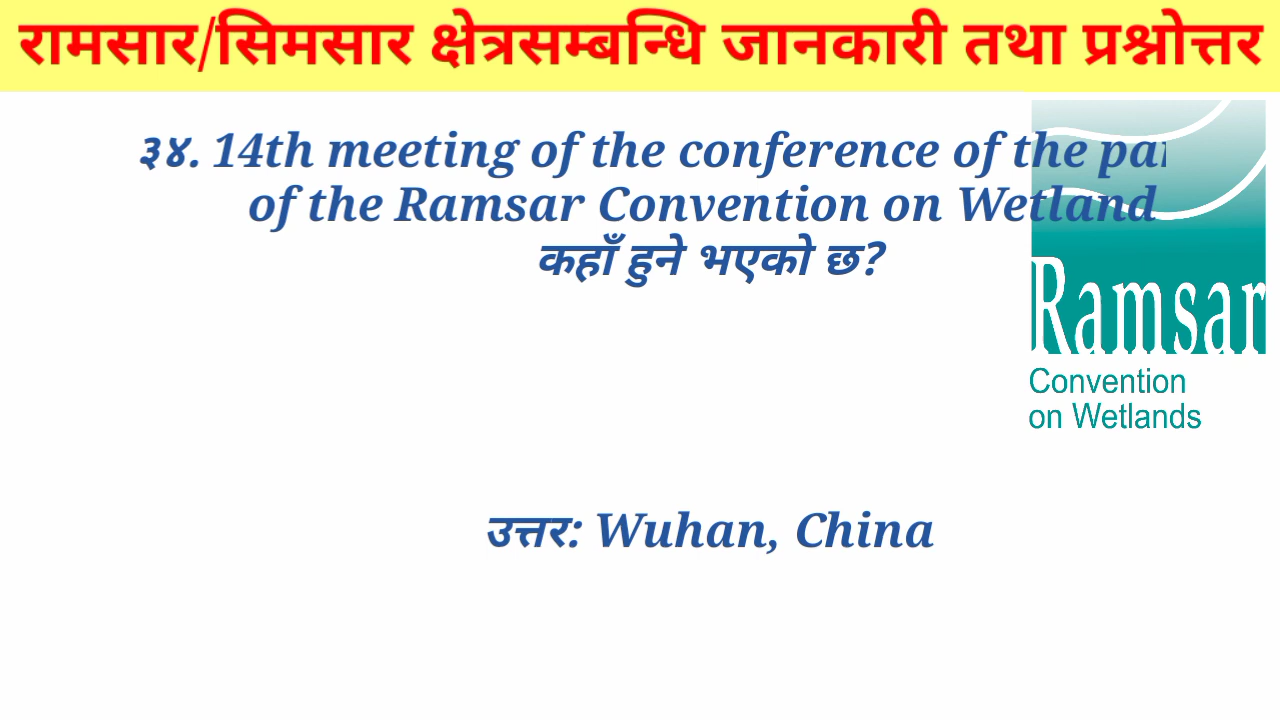 रामसार/सिमसार क्षेत्रसम्बन्धि जानकारी तथा प्रश्नोत्तर
३४. 14th meeting of the conference of the par
of the Ramsar Convention on Wetland
कहाँ हुने भएको छ?
Ramsar
Convention
on Wetlands
उत्तर: Wuhan, China